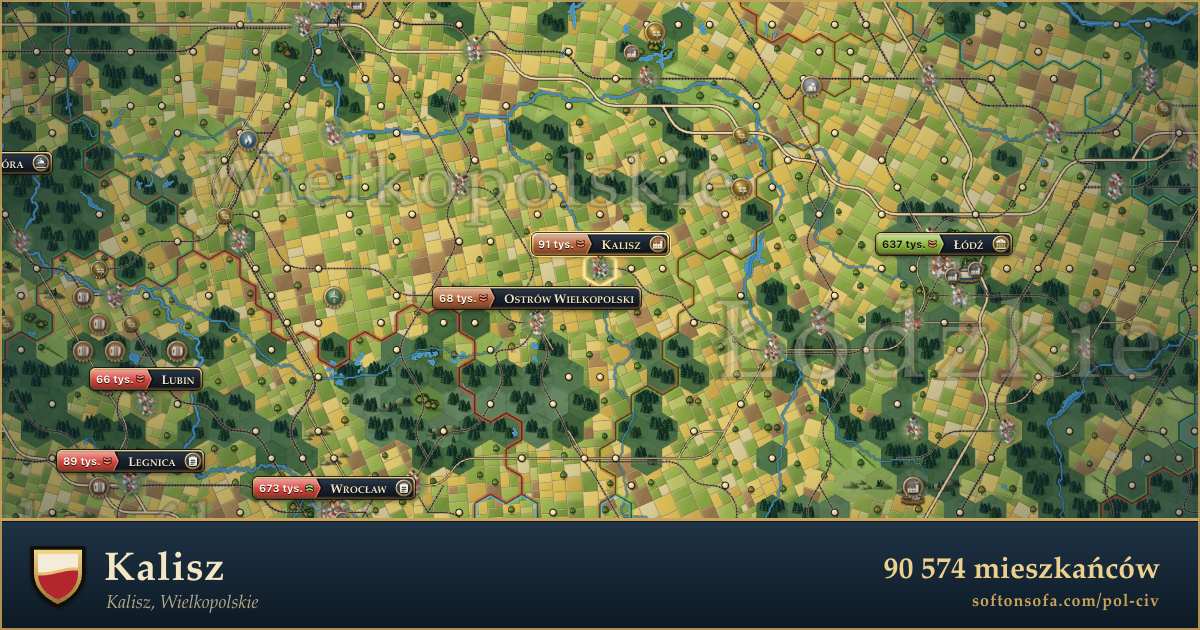 Wielkopolskie
ÓRA
91 tys. KALISZ
637 tys. ŁÓDŹ
68 tys. OSTRÓW WIELKOPOLSKI
Łódzkie
66 tys. LUBIN
89 tys. LEGNICA
673 tys. WROCŁAW
Kalisz
90 574 mieszkańców
Kalisz, Wielkopolskie
softonsofa.com/pol-civ